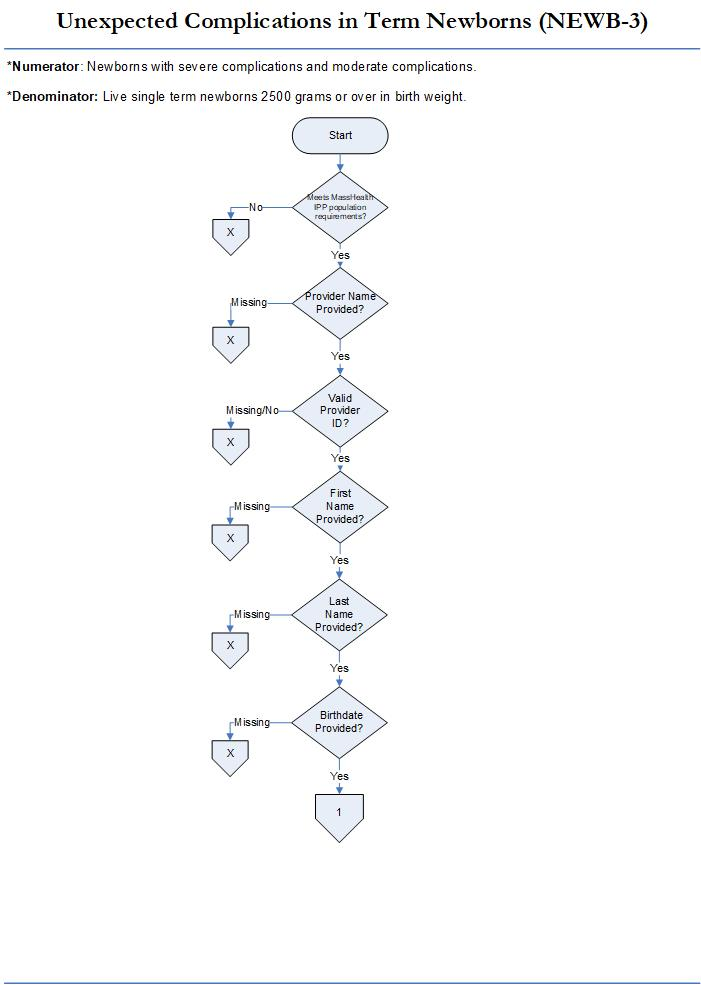 Unexpected Complications in Term Newborns (NEWB-3)
*Numerator: Newborns with severe complications and moderate complications.
*Denominator: Live single term newborns 2500 grams or over in birth weight.
Start
Meets MassHealth
IPP population
requirements?
No
X
Yes
Provider Name
Provided?
Missing
X
Yes
Valid
Provider
ID?
Missing/No
X
Yes
First
Name
Provided?
Missing
X
Yes
Last
Name
Provided?
Missing
X
Yes
Birthdate
Provided?
Missing
X
Yes
1